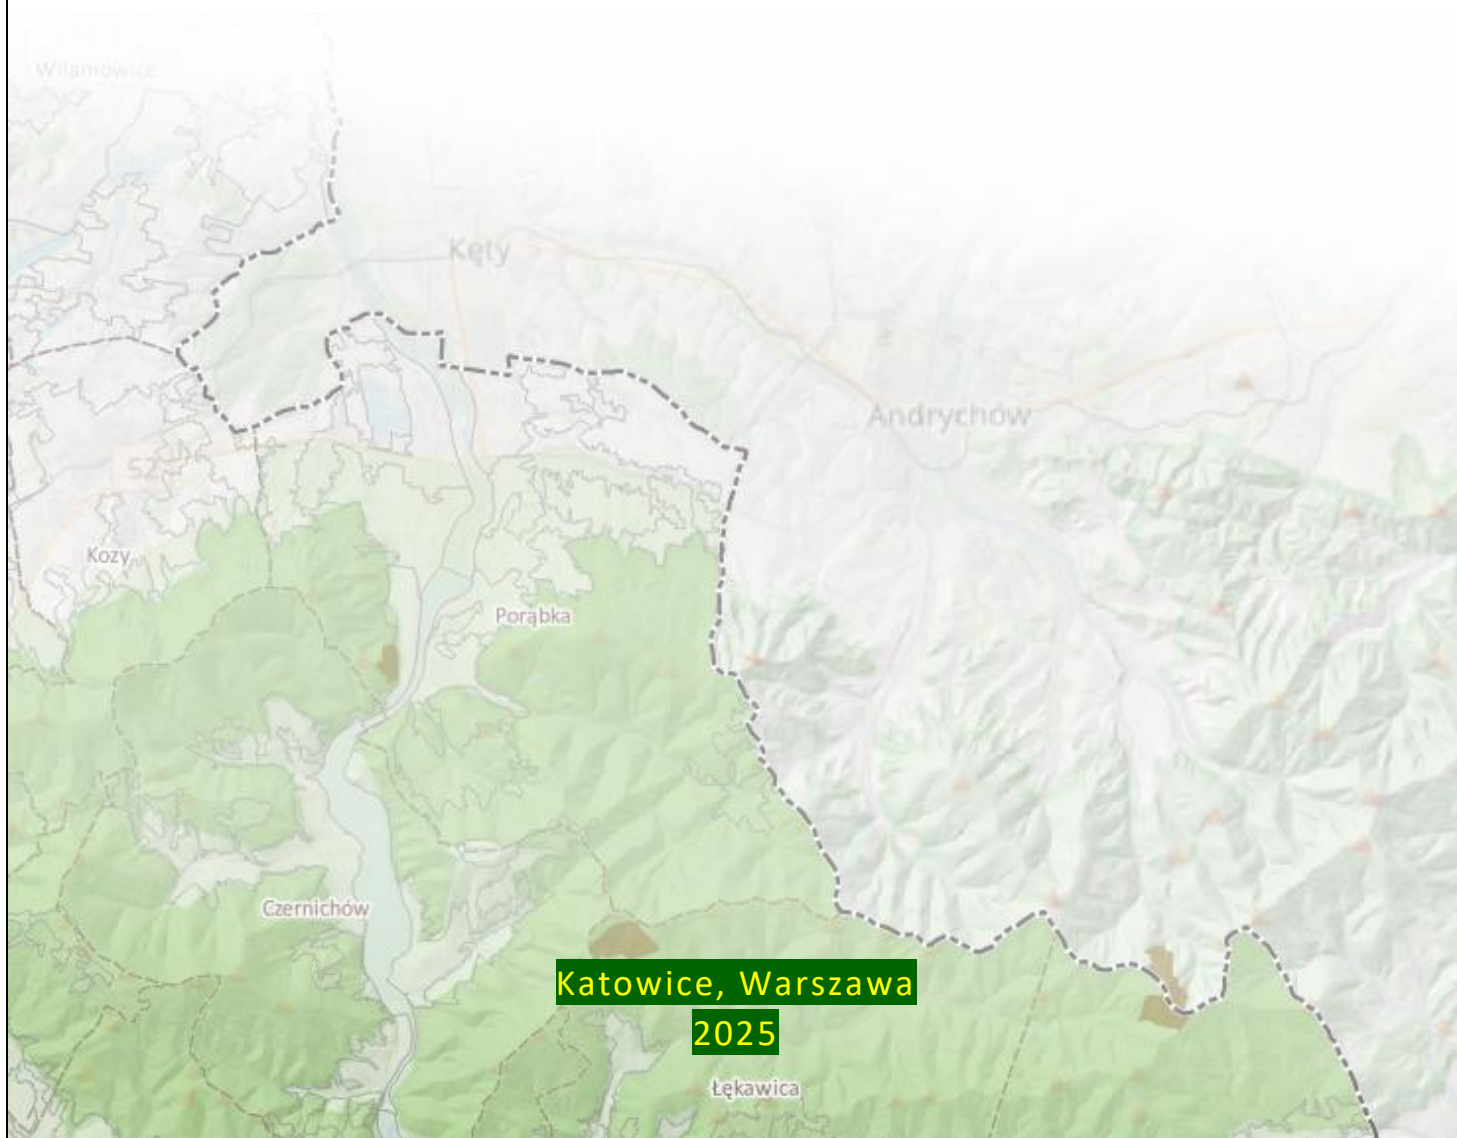 Wilamowice
Kęty
Andrychów
52
Kozy
Porąbka
Czernichów
Katowice, Warszawa
2025
Łękawica